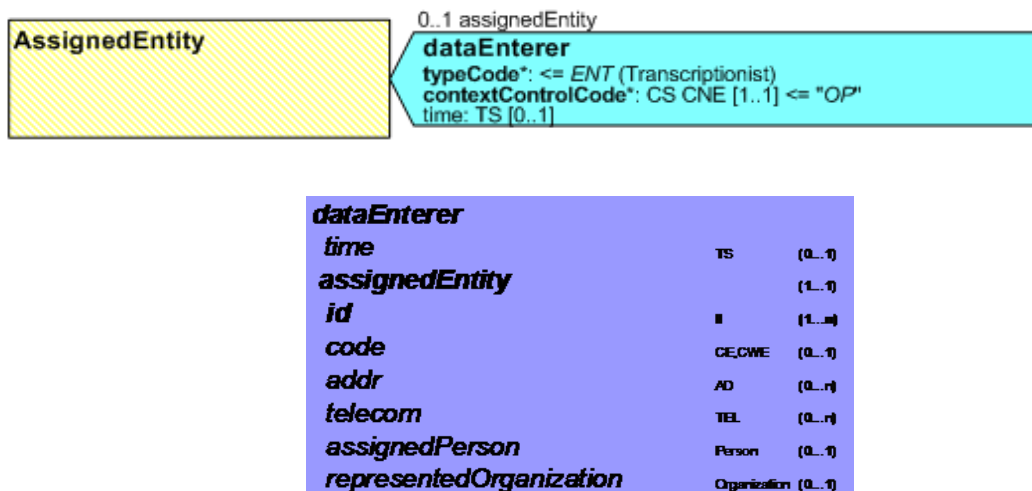 0..1 assignedEntity
AssignedEntity
dataEnterer
typeCode*: <= ENT (Transcriptionist)
contextControlCode*: CS CNE [1..1] <= "OP"
time: TS [0..1]
dataEnterer
time TS (0...1)
assignedEntity (1...1)
id II (1...n)
code CE,CWE (0...1)
addr AD (0...n)
telecom TEL (0...n)
assignedPerson Person (0...1)
representedOrganization Organization (0...1)